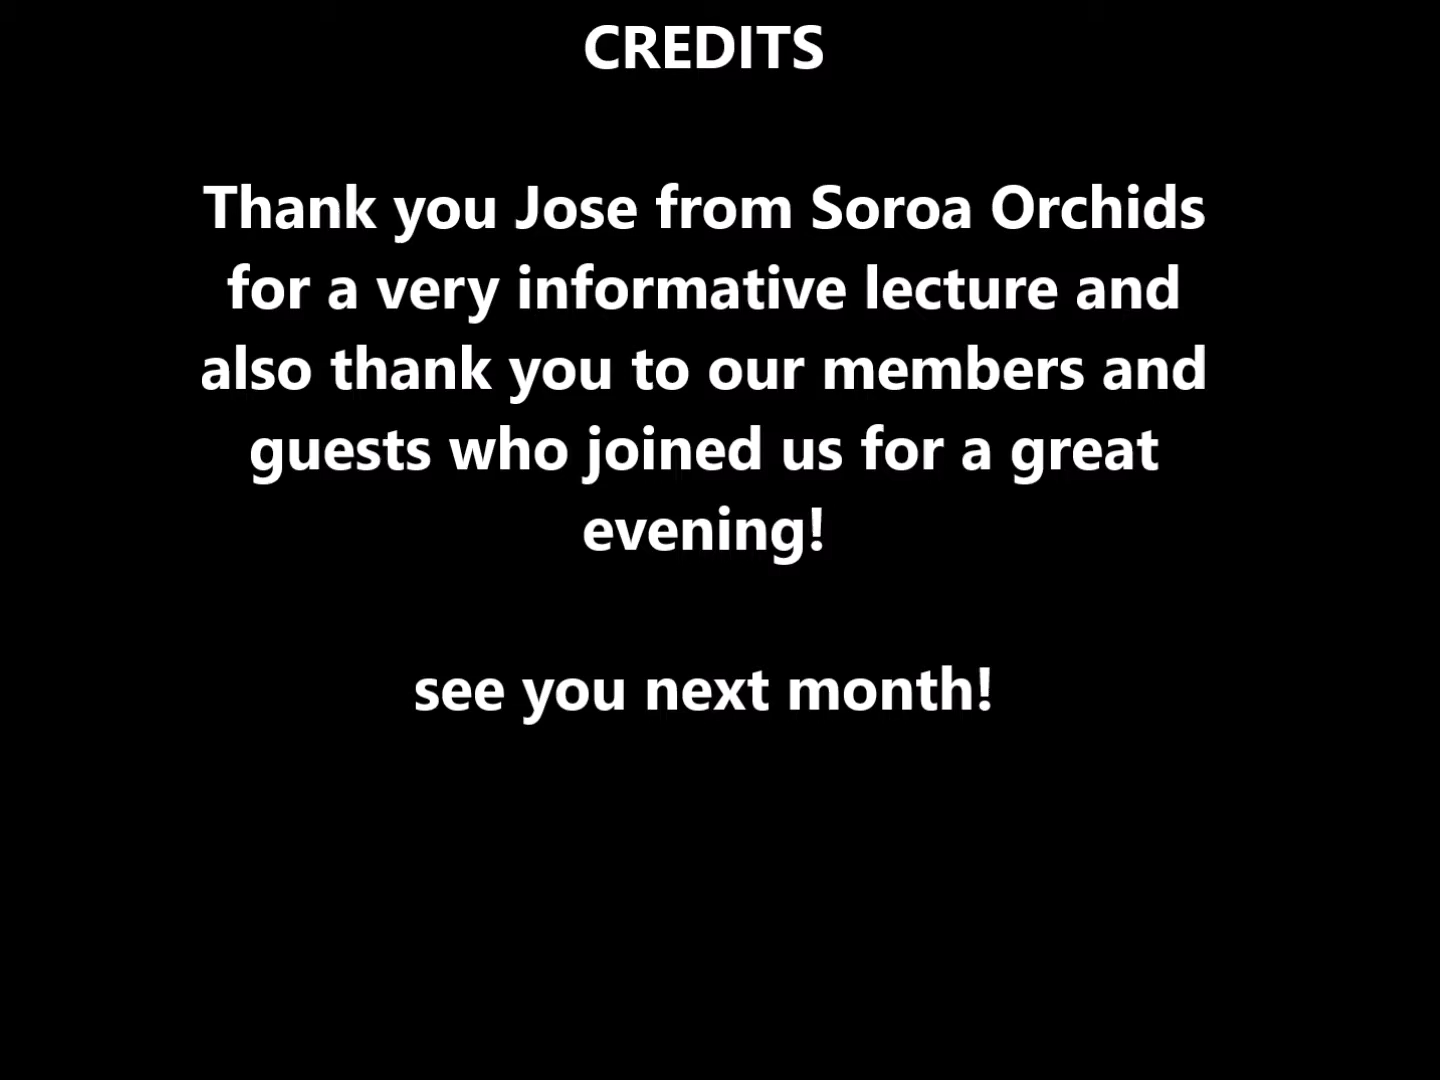 CREDITS
Thank you Jose from Soroa Orchids
for a very informative lecture and
also thank you to our members and
guests who joined us for a great
evening!
see you next month!